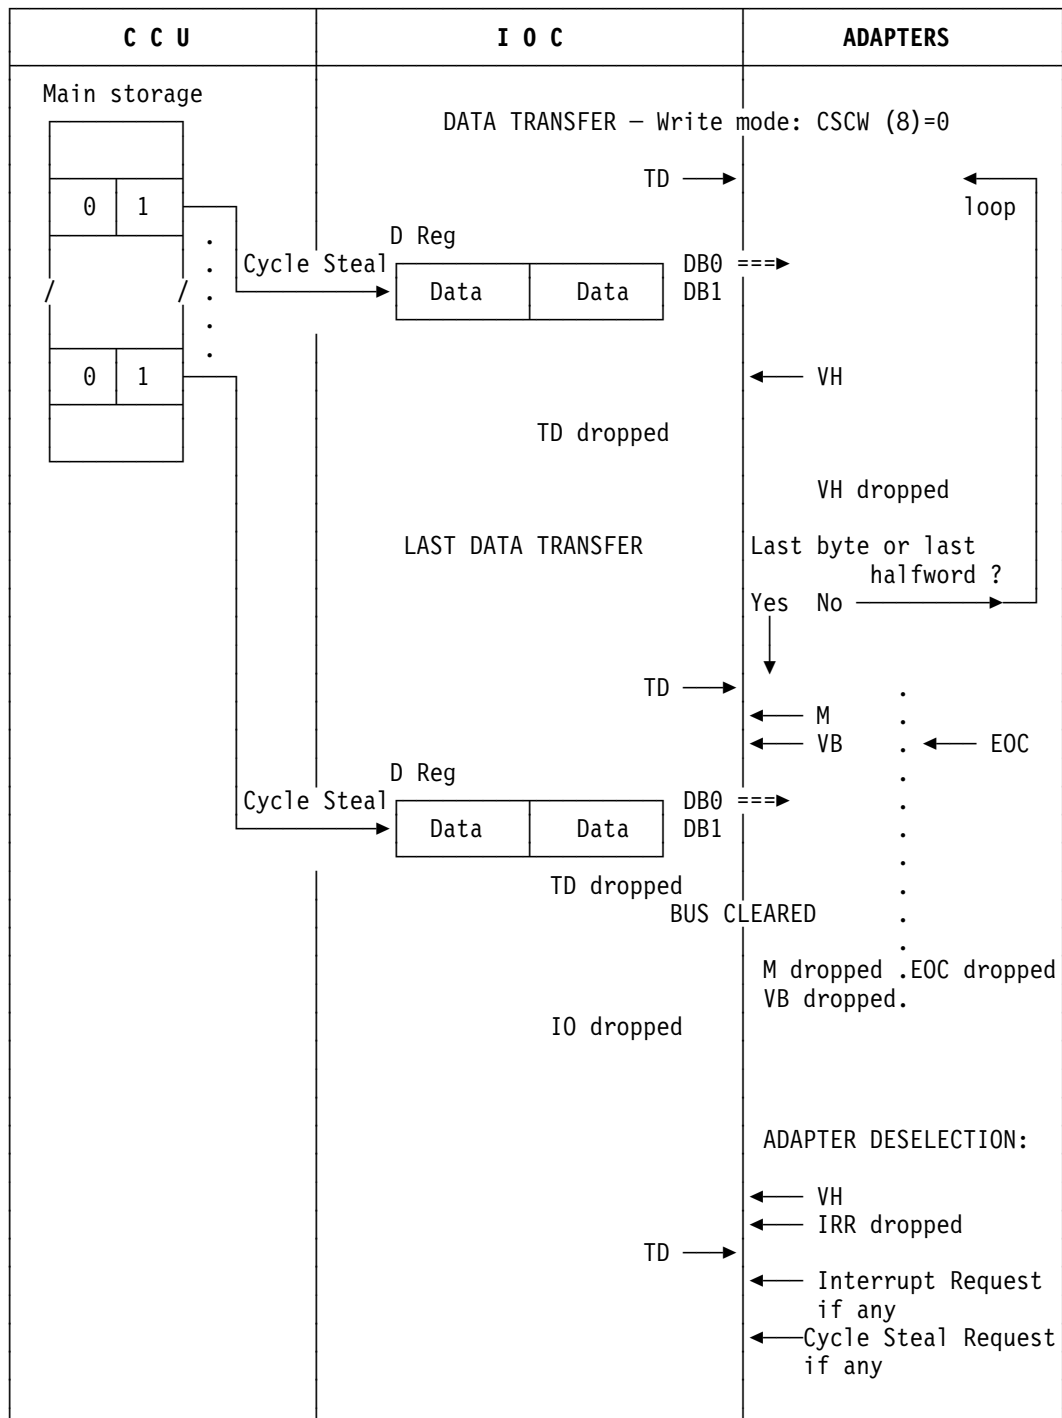 C C U I O C ADAPTERS
Main storage
DATA TRANSFER — Write mode: CSCW (8)=0
TD
0 1 loop
D Reg
Cycle Steal DB0 ===
Data Data DB1
/ /
0 1 VH
TD dropped
VH dropped
LAST DATA TRANSFER Last byte or last
halfword ?
Yes No
TD
M
VB EOC
D Reg
Cycle Steal DB0 ===
Data Data DB1
TD dropped
BUS CLEARED
M dropped .EOC dropped
VB dropped.
IO dropped
ADAPTER DESELECTION:
VH
IRR dropped
TD
Interrupt Request
if any
Cycle Steal Request
if any